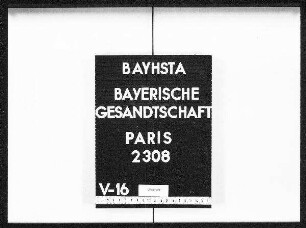 BAYHSTA
BAYERISCHE
GESANDTSCHAFT
PARIS
2308
V-16